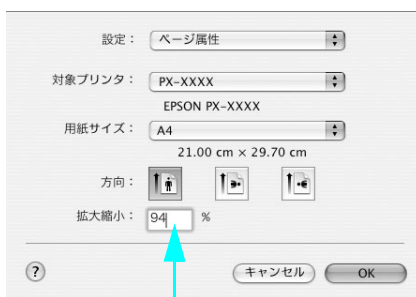 設定： ページ属性
対象プリンタ： PX-XXXX
EPSON PX-XXXX
用紙サイズ： A4
21.00 cm × 29.70 cm
方向：
拡大縮小： 94 %
? キャンセル OK